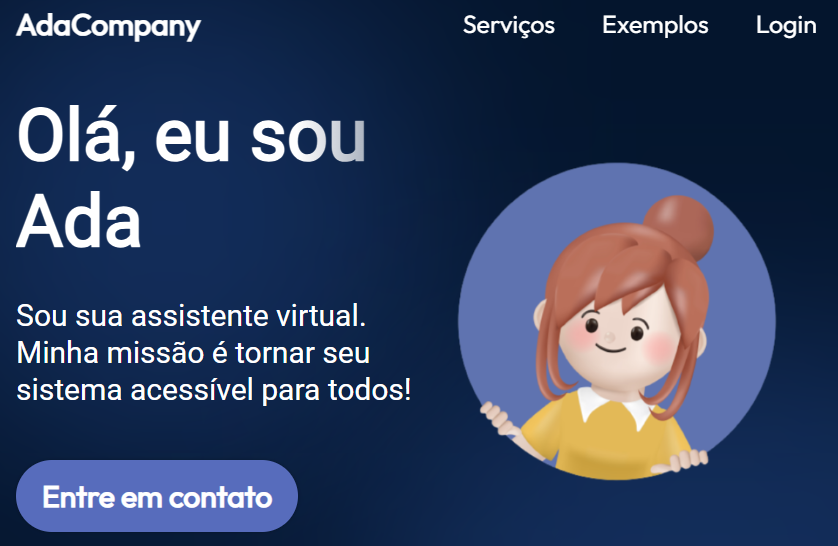 AdaCompany
Serviços
Exemplos
Login
Olá, eu sou
Ada
Sou sua assistente virtual.
Minha missão é tornar seu
sistema acessível para todos!
Entre em contato